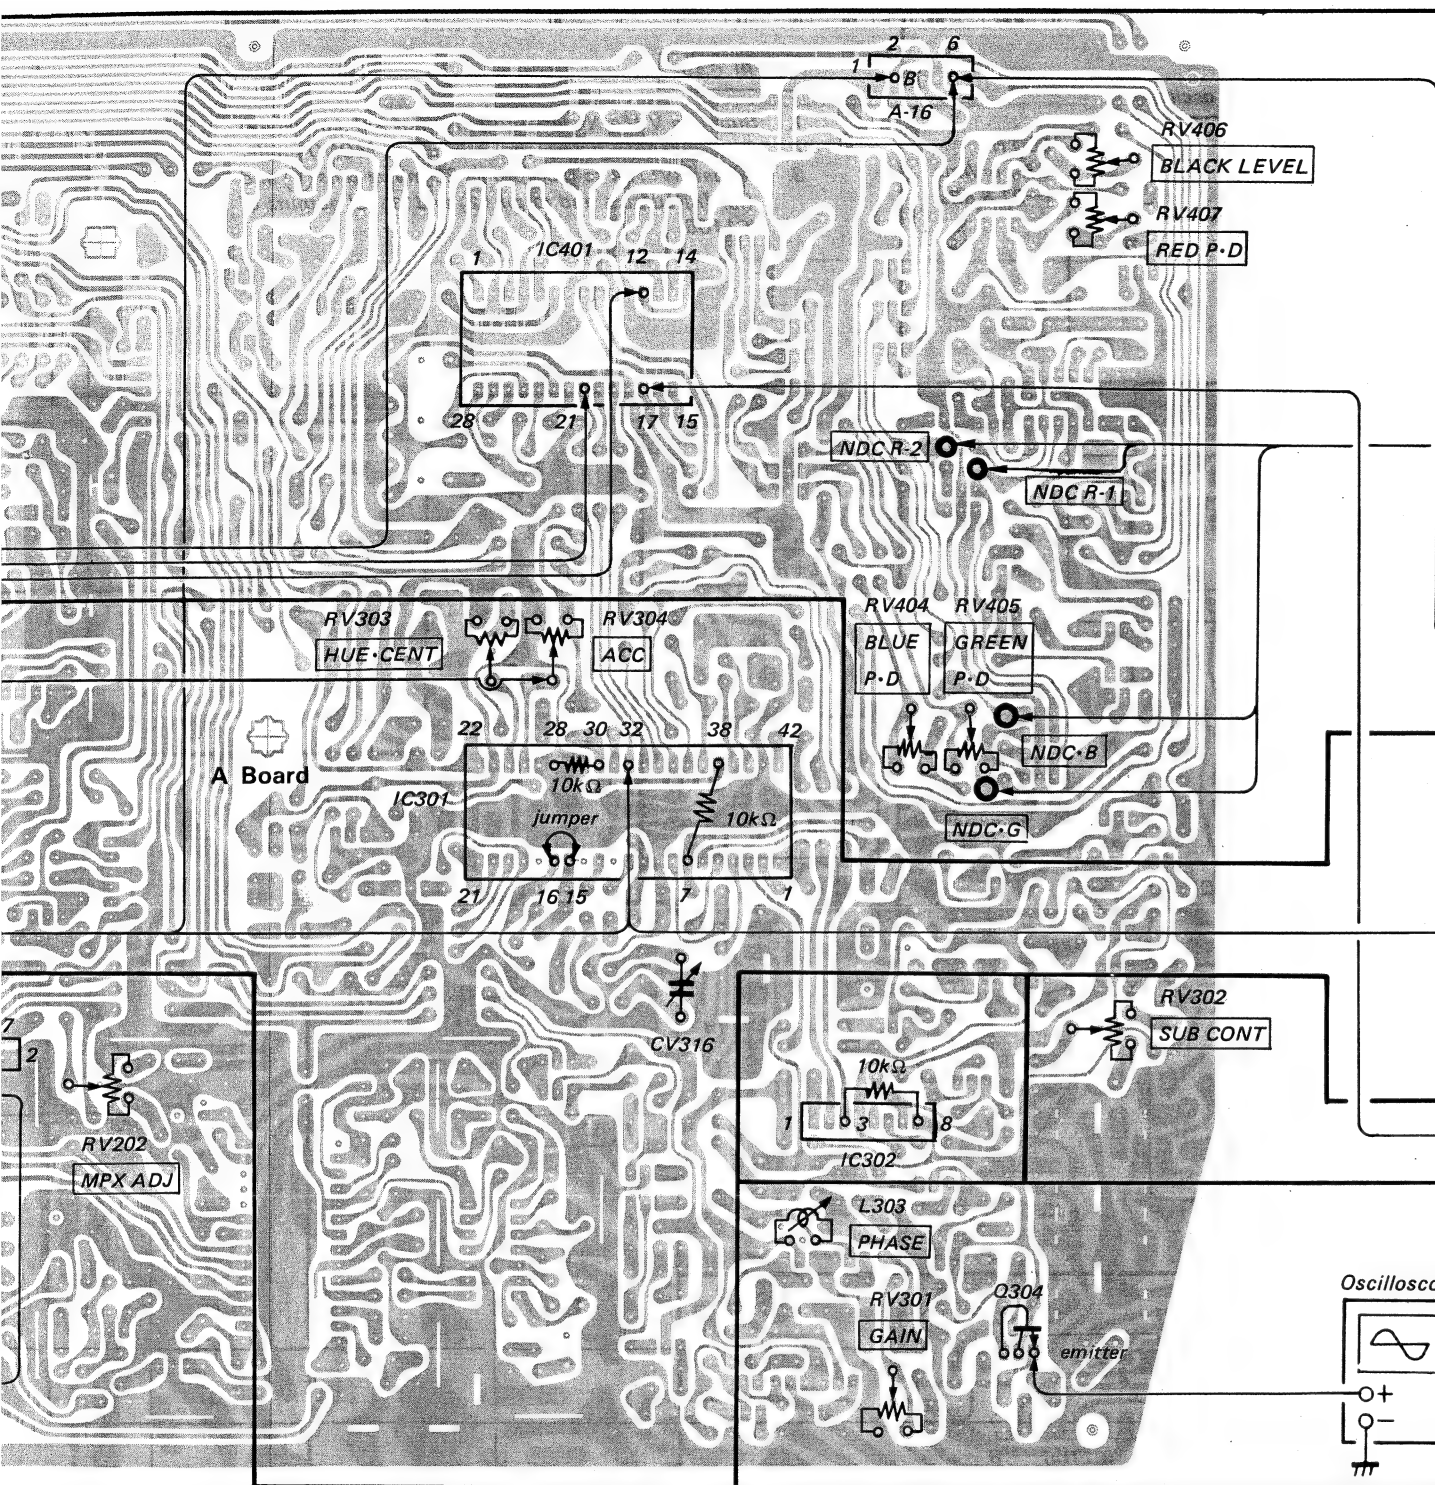 2 6
1
B
A-16
RV406
BLACK LEVEL
RV407
RED P·D
1 IC401 12 14
28 21 17 15
NDC R-2
NDC R-1
RV303
HUE·CENT
RV304
ACC
RV404 RV405
BLUE GREEN
P·D P·D
NDC·B
NDC·G
22 28 30 32 38 42
A Board
IC301
10kΩ
jumper
10kΩ
21 16 15 7 1
CV316
RV302
SUB CONT
7
2
10kΩ
1 3 8
IC302
RV202
MPX ADJ
L303
PHASE
RV301
GAIN
Q304
emitter
Oscillosco
+
−